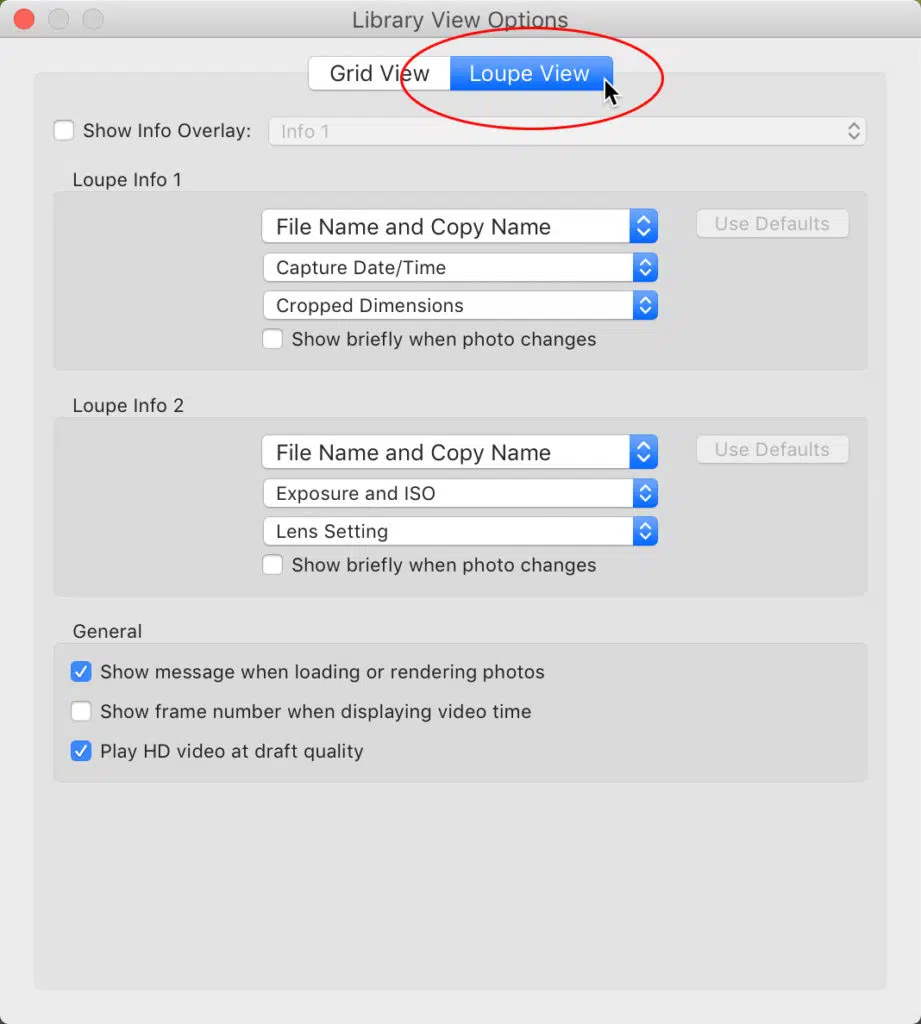 Library View Options
Grid View Loupe View
Show Info Overlay: Info 1
Loupe Info 1
File Name and Copy Name Use Defaults
Capture Date/Time
Cropped Dimensions
Show briefly when photo changes
Loupe Info 2
File Name and Copy Name Use Defaults
Exposure and ISO
Lens Setting
Show briefly when photo changes
General
Show message when loading or rendering photos
Show frame number when displaying video time
Play HD video at draft quality